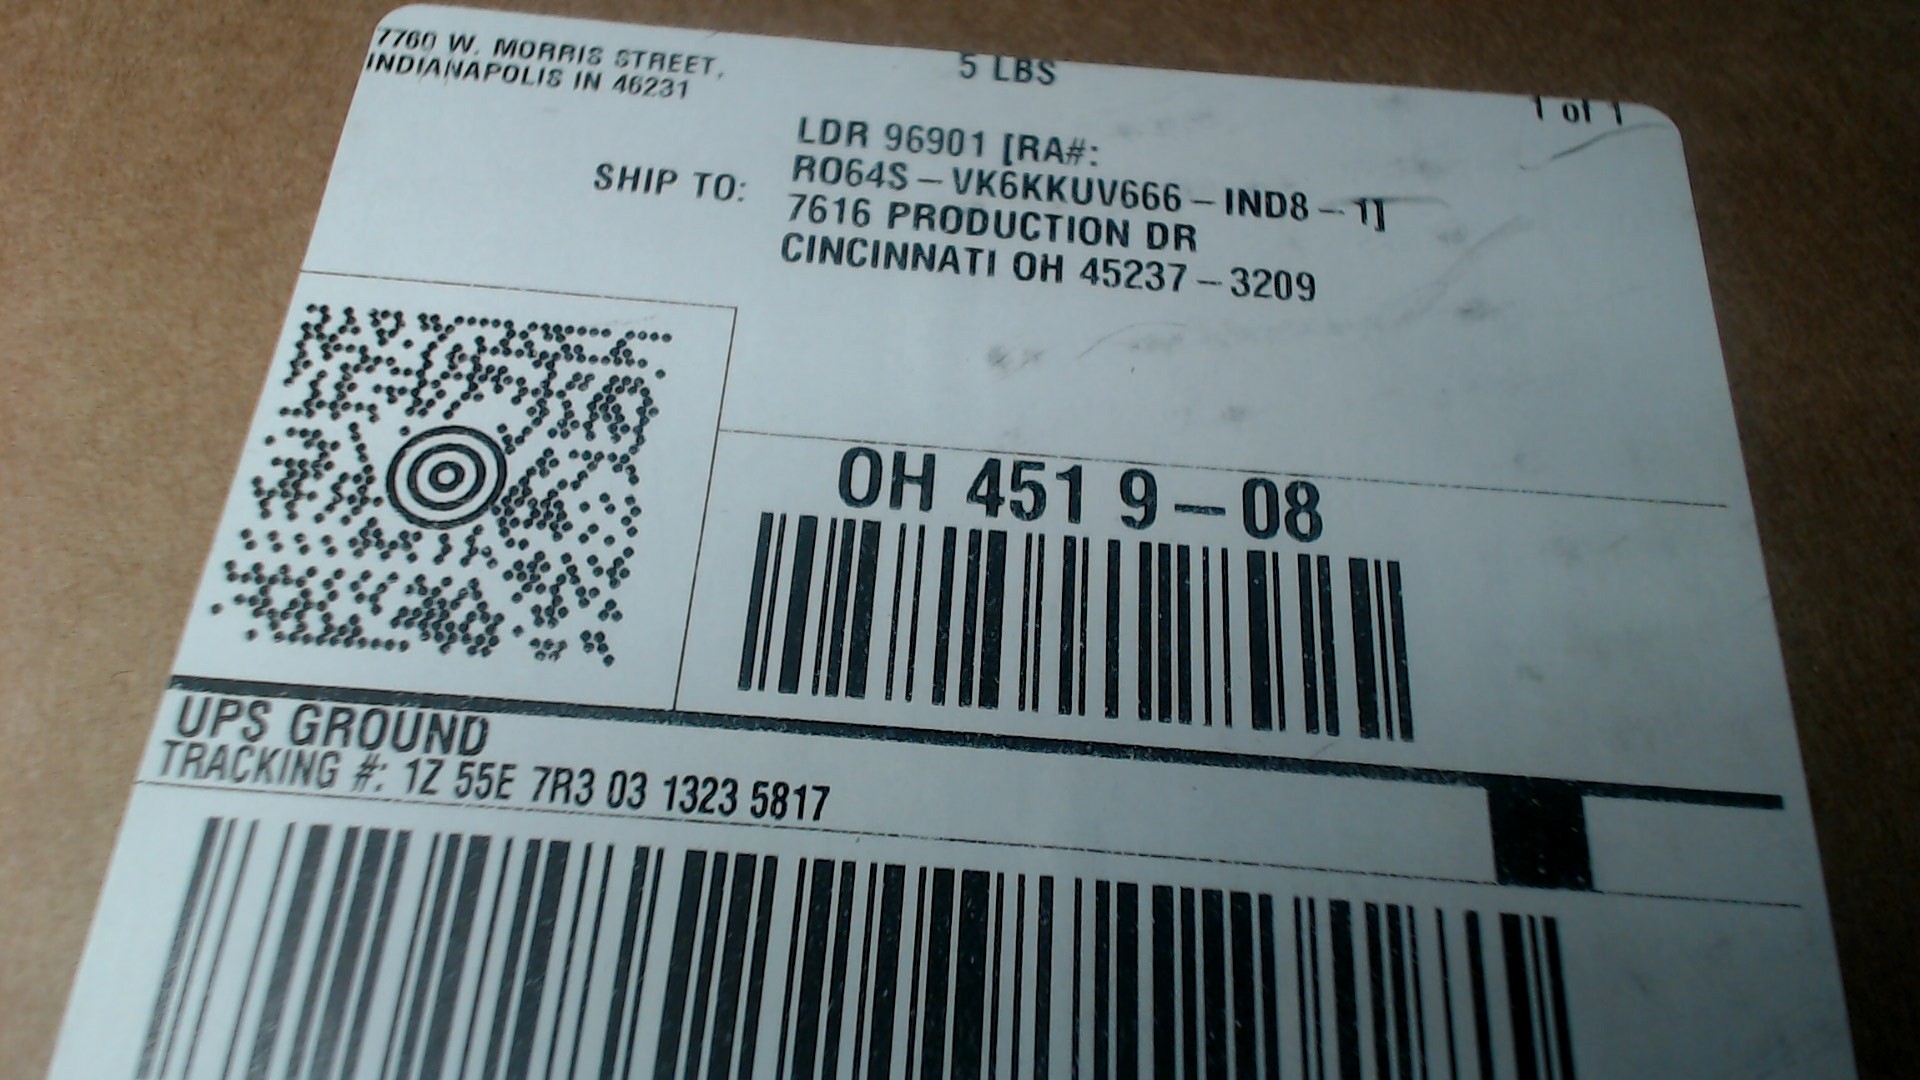 7760 W. MORRIS STREET,
INDIANAPOLIS IN 46231
5 LBS
1 of 1
SHIP TO:
LDR 96901 [RA#:
RO64S-VK6KKUV666-IND8-1]
7616 PRODUCTION DR
CINCINNATI OH 45237-3209
OH 451 9-08
UPS GROUND
TRACKING #: 1Z 55E 7R3 03 1323 5817